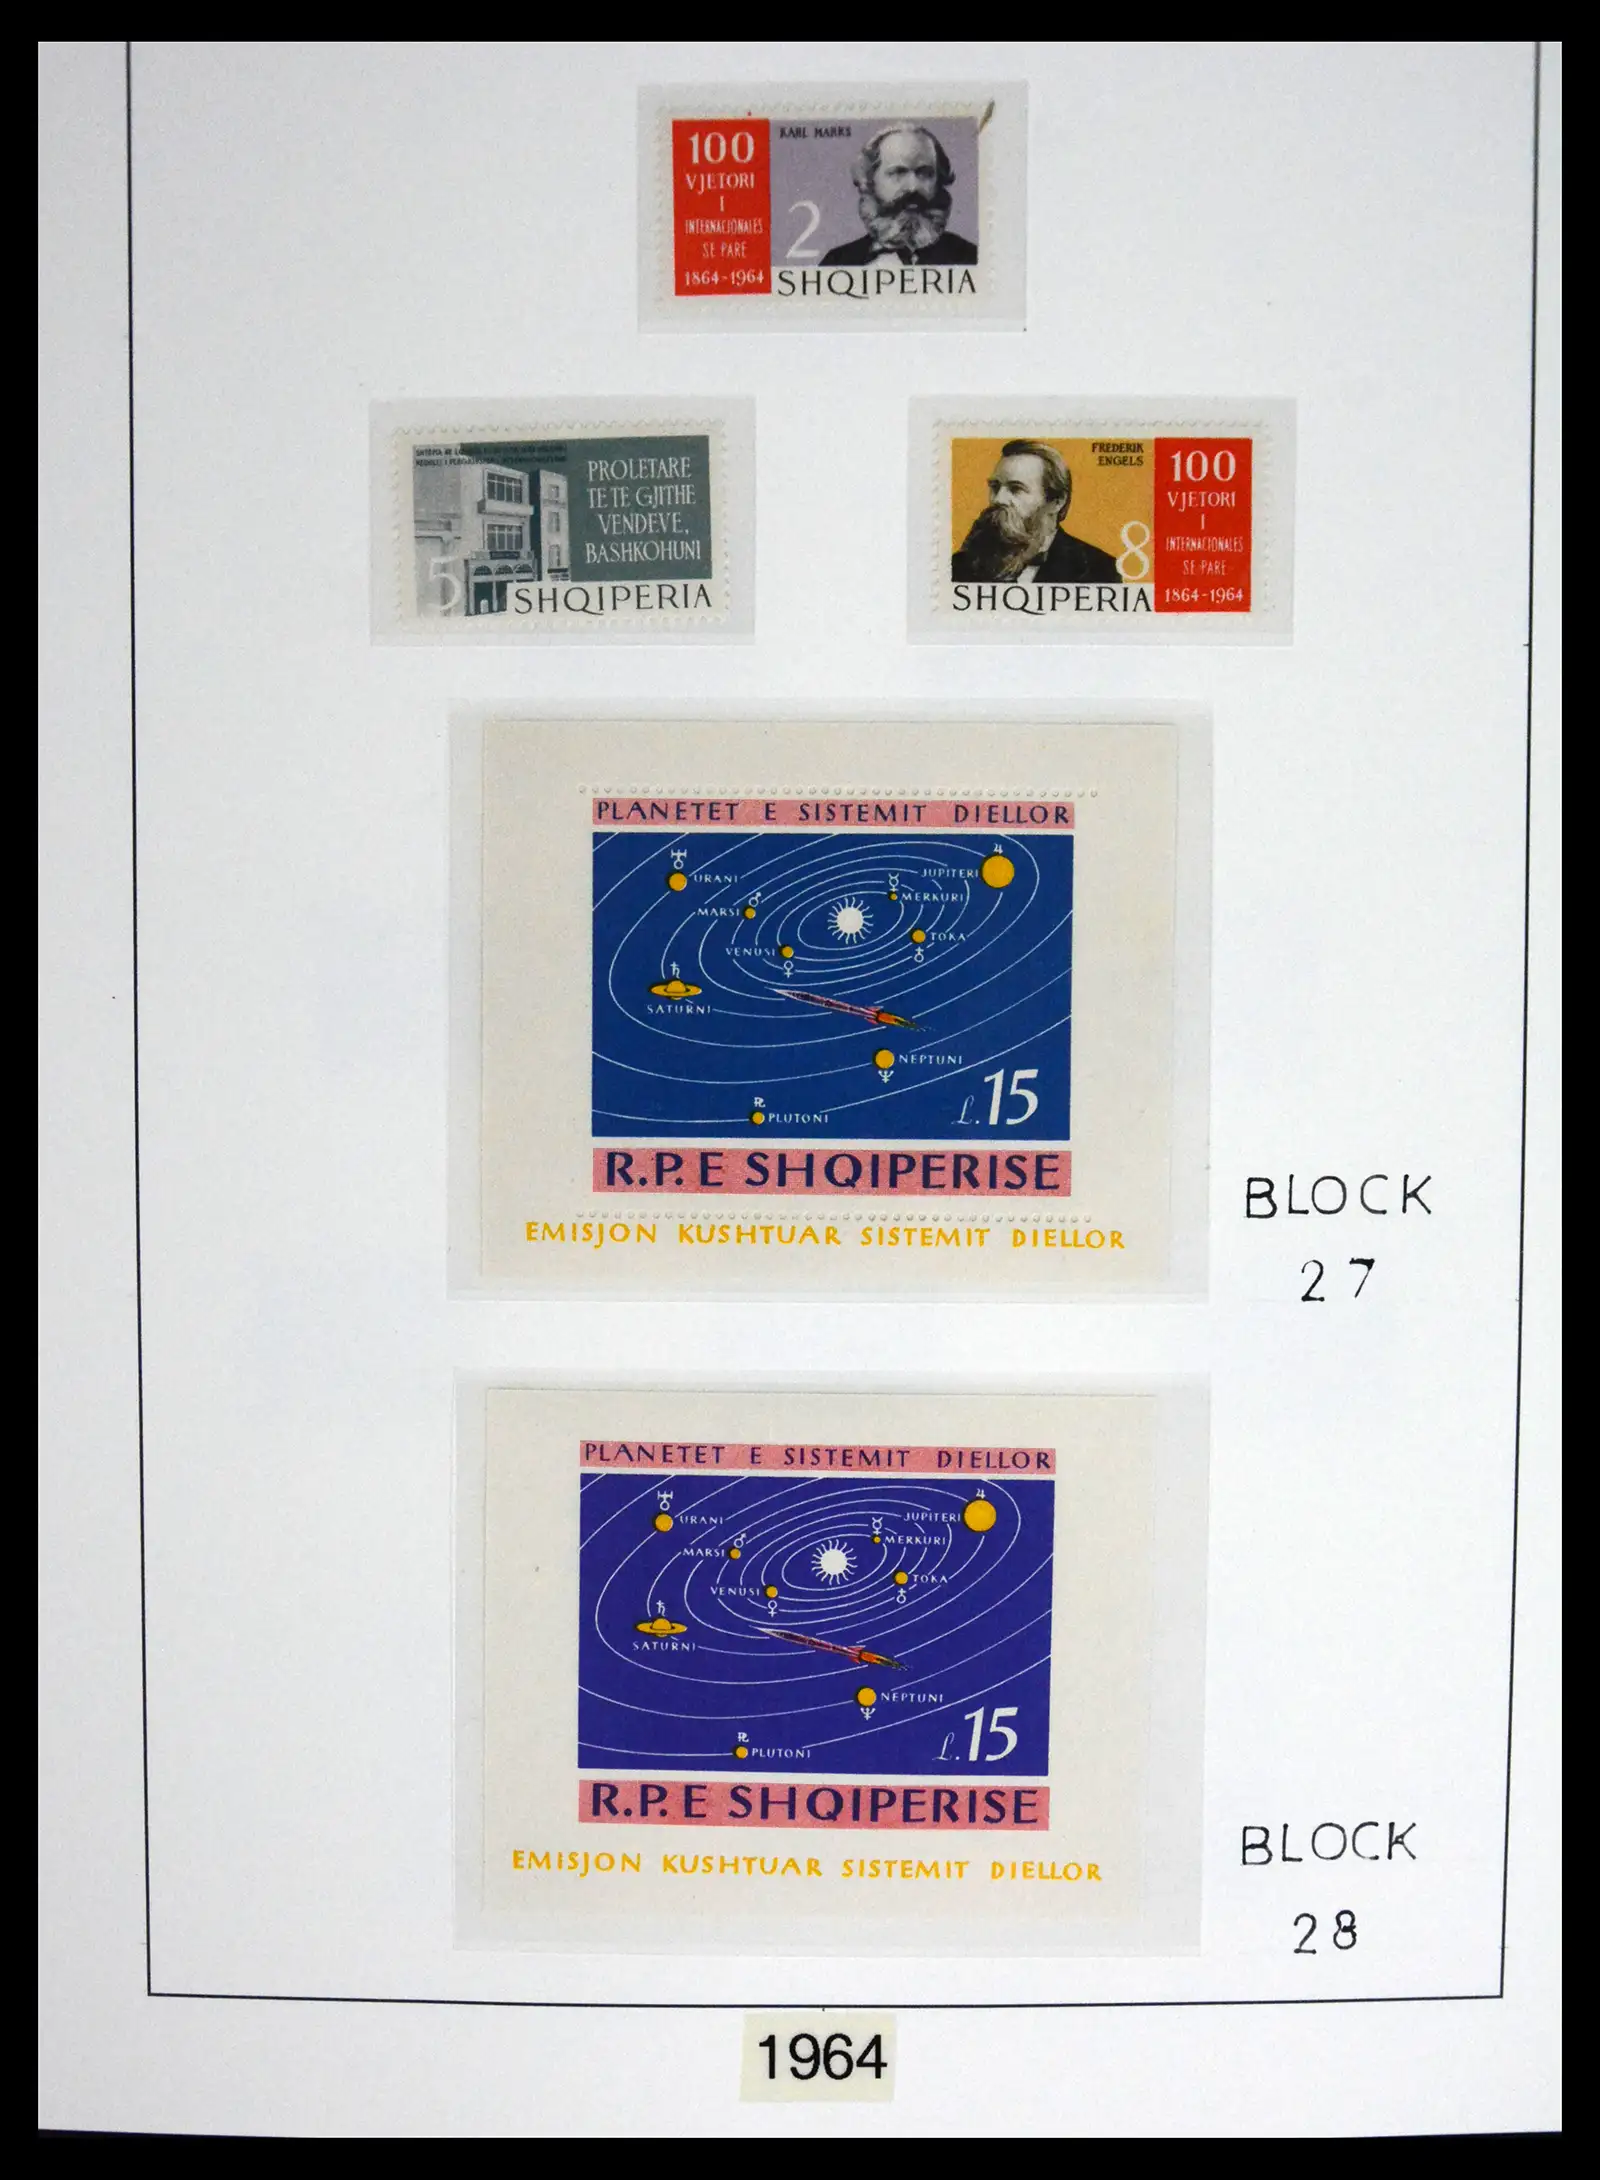 100
VJETORI
I
INTERNACIONALES
SE PARE
1864-1964
KARL MARKS
2
SHQIPERIA
PROLETARE
TE TE GJITHE
VENDEVE,
BASHKOHUNI
5
SHQIPERIA
FREDERIK
ENGELS
8
SHQIPERIA
100
VJETORI
I
INTERNACIONALES
SE PARE
1864-1964
PLANETET E SISTEMIT DIELLOR
URANI
JUPITERI
MERKURI
MARSI
TOKA
VENUSI
SATURNI
NEPTUNI
PLUTONI
L.15
R.P.E SHQIPERISE
EMISJON KUSHTUAR SISTEMIT DIELLOR
BLOCK
27
PLANETET E SISTEMIT DIELLOR
URANI
JUPITERI
MERKURI
MARSI
TOKA
VENUSI
SATURNI
NEPTUNI
PLUTONI
L.15
R.P.E SHQIPERISE
EMISJON KUSHTUAR SISTEMIT DIELLOR
BLOCK
28
1964